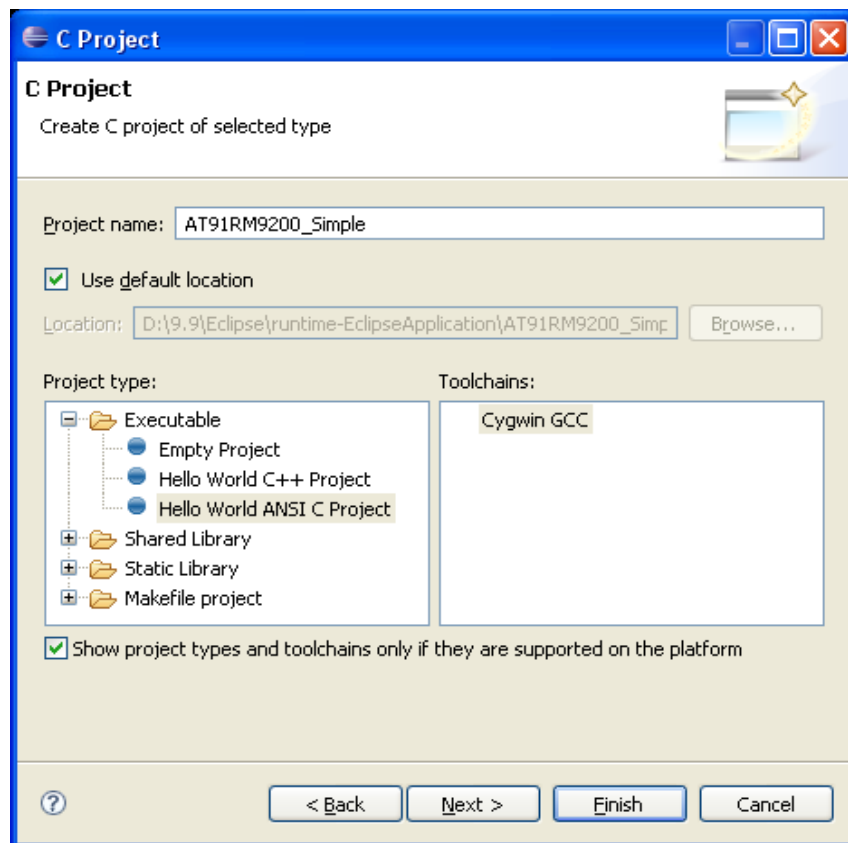 C Project
C Project
Create C project of selected type
Project name: AT91RM9200_Simple
Use default location
Location: D:\9.9\Eclipse\runtime-EclipseApplication\AT91RM9200_Simp Browse...
Project type: Toolchains:
Executable Cygwin GCC
Empty Project
Hello World C++ Project
Hello World ANSI C Project
Shared Library
Static Library
Makefile project
Show project types and toolchains only if they are supported on the platform
? < Back Next > Finish Cancel